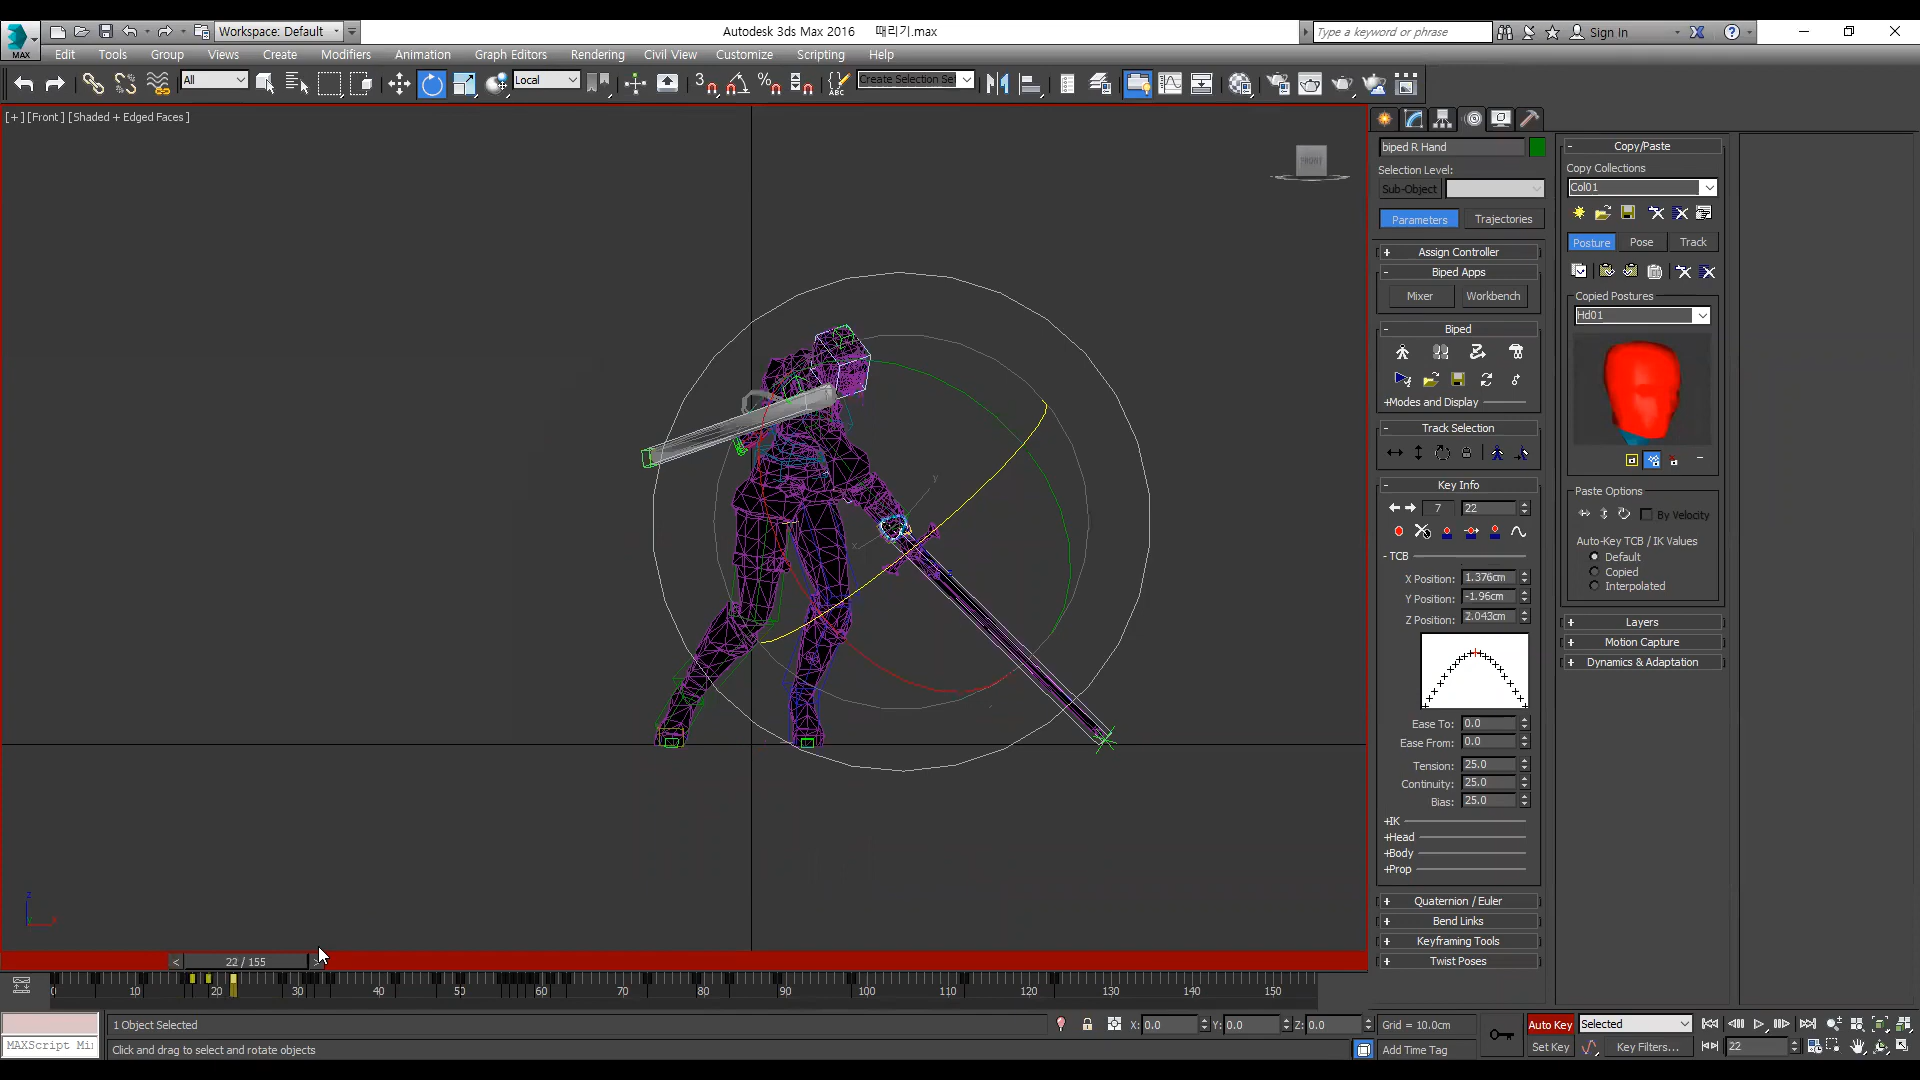 Workspace: Default
Autodesk 3ds Max 2016 때리기.max
Type a keyword or phrase
Sign In
MAX
Edit Tools Group Views Create Modifiers Animation Graph Editors Rendering Civil View Customize Scripting Help
All
Local
Create Selection Se
[+] [Front] [Shaded + Edged Faces]
FRONT
biped R Hand
Selection Level:
Sub-Object
Parameters Trajectories
+ Assign Controller
- Biped Apps
Mixer Workbench
- Biped
+Modes and Display
- Track Selection
- Key Info
7 22
- TCB
X Position: 1.376cm
Y Position: -1.96cm
Z Position: 2.043cm
Ease To: 0.0
Ease From: 0.0
Tension: 25.0
Continuity: 25.0
Bias: 25.0
+IK
+Head
+Body
+Prop
+ Quaternion / Euler
+ Bend Links
+ Keyframing Tools
+ Twist Poses
- Copy/Paste
Copy Collections
Col01
Posture Pose Track
Copied Postures
Hd01
Paste Options
By Velocity
Auto-Key TCB / IK Values
Default
Copied
Interpolated
+ Layers
+ Motion Capture
+ Dynamics & Adaptation
< 22 / 155 >
0 10 20 30 40 50 60 70 80 90 100 110 120 130 140 150
1 Object Selected
X: 0.0 Y: 0.0 Z: 0.0 Grid = 10.0cm
Auto Key Selected
MAXScript Mi
Click and drag to select and rotate objects
Add Time Tag
Set Key Key Filters... 22